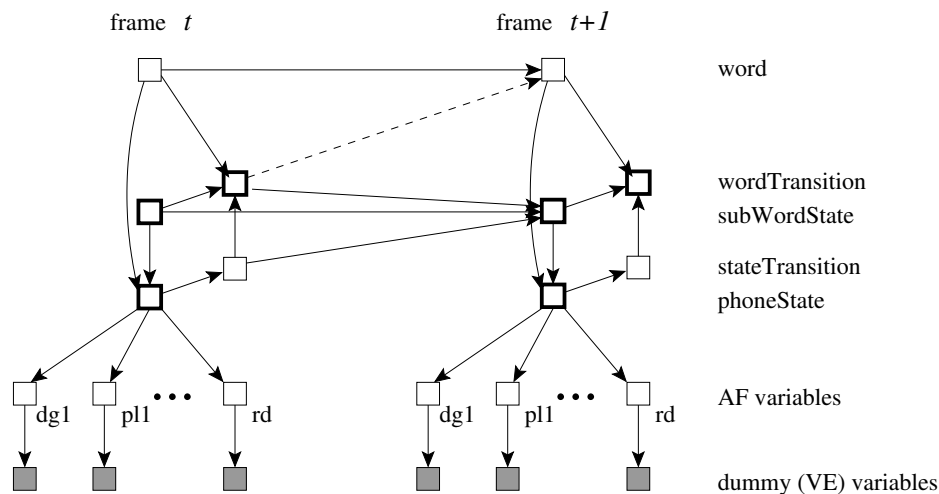 frame t frame t+1
word
wordTransition
subWordState
stateTransition
phoneState
dg1 pl1 rd dg1 pl1 rd AF variables
dummy (VE) variables